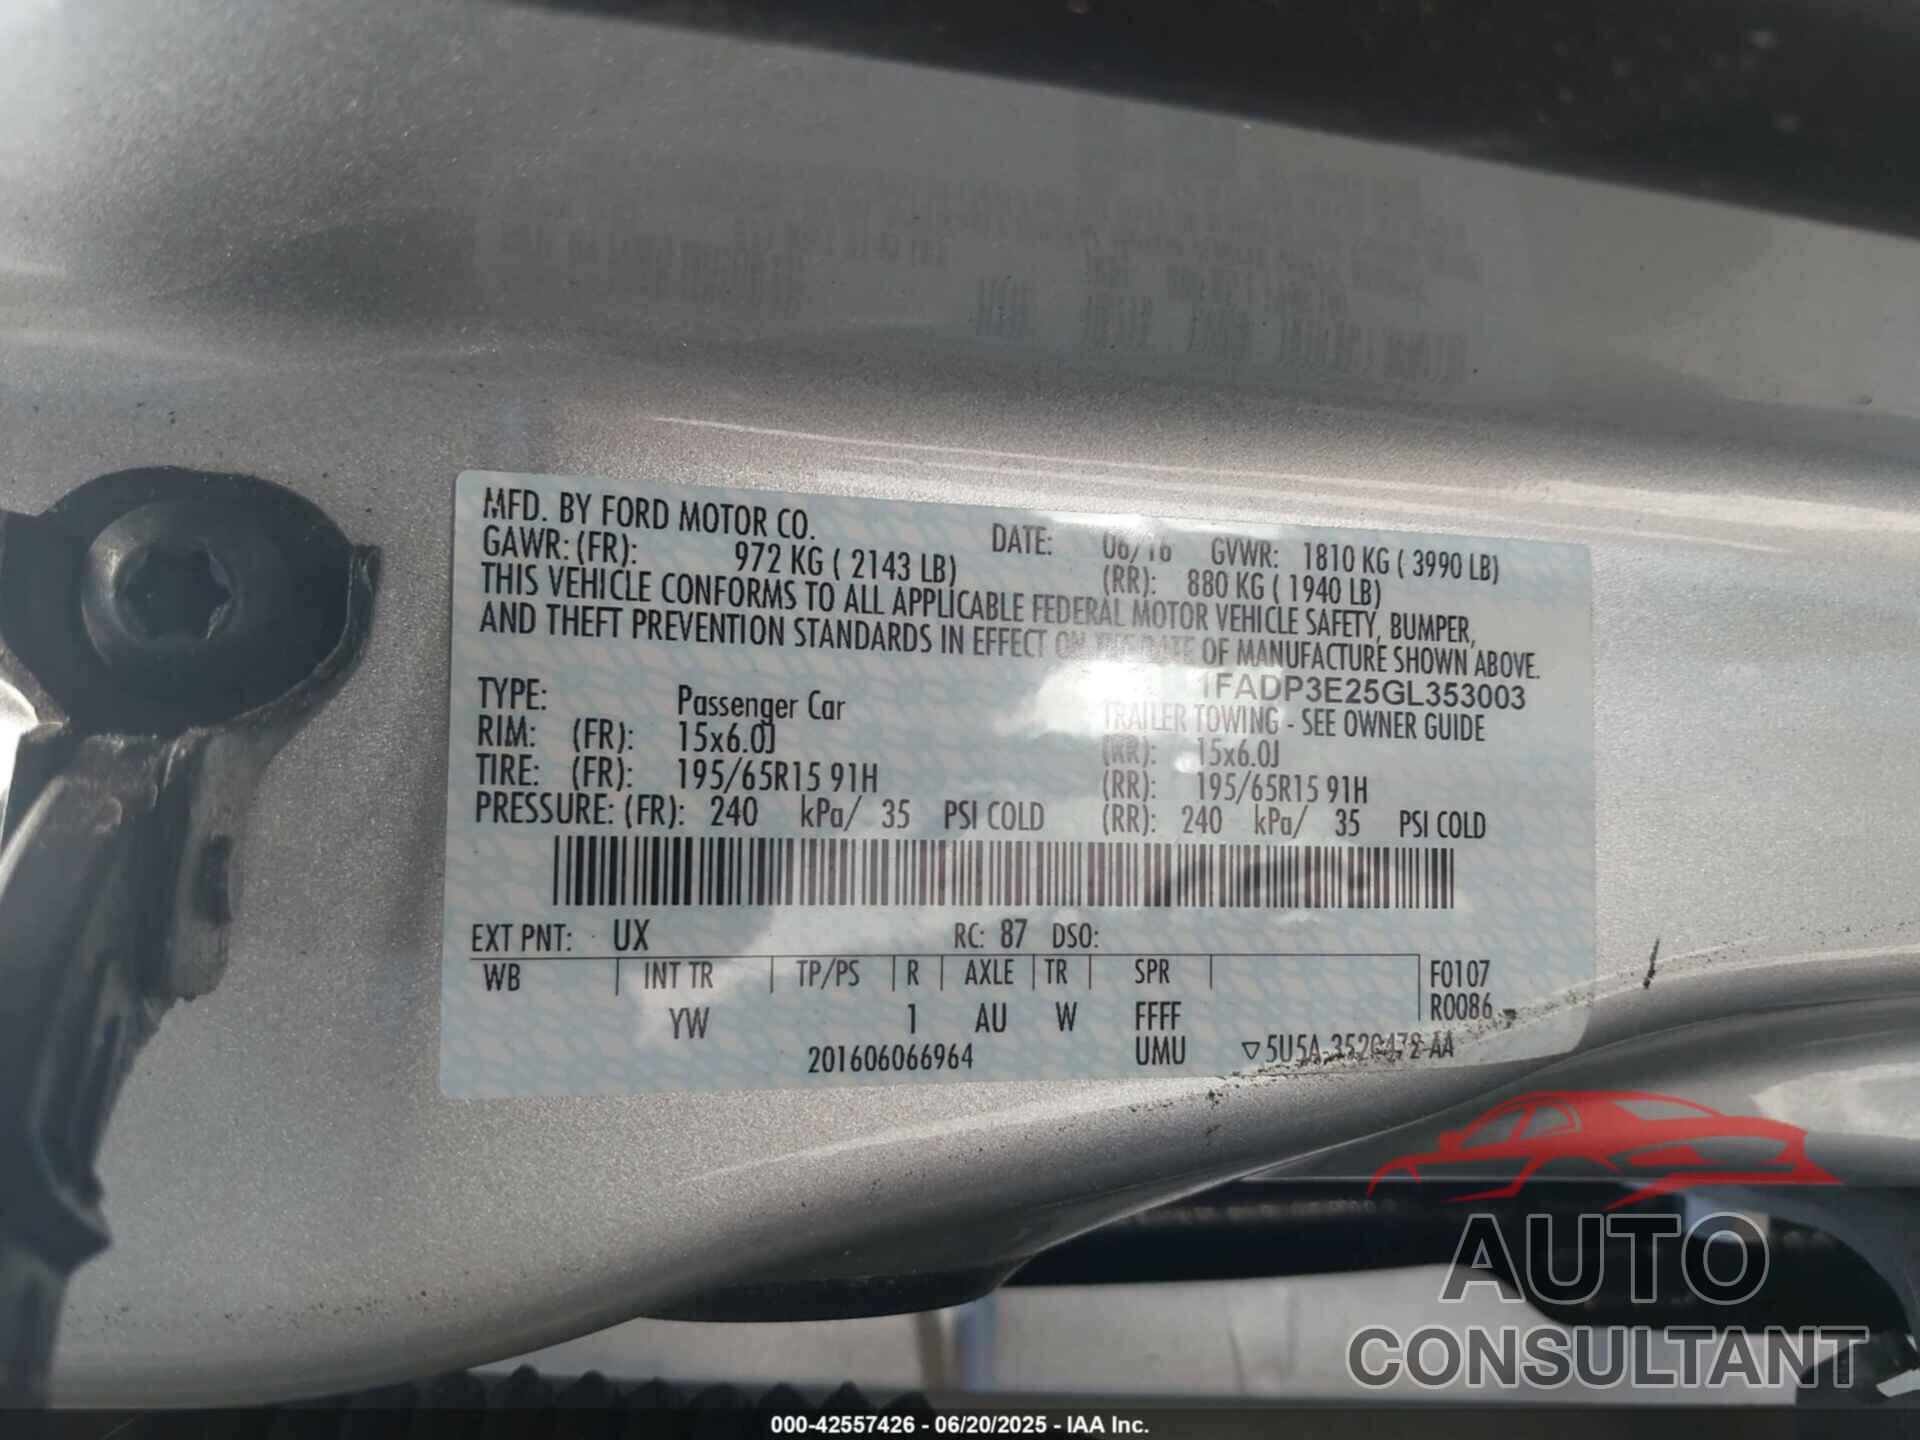 MFD. BY FORD MOTOR CO. DATE: 06/16 GVWR: 1810 KG ( 3990 LB)
GAWR: (FR): 972 KG ( 2143 LB) (RR): 880 KG ( 1940 LB)
THIS VEHICLE CONFORMS TO ALL APPLICABLE FEDERAL MOTOR VEHICLE SAFETY, BUMPER,
AND THEFT PREVENTION STANDARDS IN EFFECT ON THE DATE OF MANUFACTURE SHOWN ABOVE.
1FADP3E25GL353003
TYPE: Passenger Car TRAILER TOWING - SEE OWNER GUIDE
RIM: (FR): 15x6.0J (RR): 15x6.0J
TIRE: (FR): 195/65R15 91H (RR): 195/65R15 91H
PRESSURE: (FR): 240 kPa/ 35 PSI COLD (RR): 240 kPa/ 35 PSI COLD
EXT PNT: UX RC: 87 DSO:
WB INT TR TP/PS R AXLE TR SPR F0107
R0086
YW 1 AU W FFFF
201606066964 UMU ▽5U5A-3520472-AA
AUTO
CONSULTANT
000-42557426 - 06/20/2025 - IAA Inc.